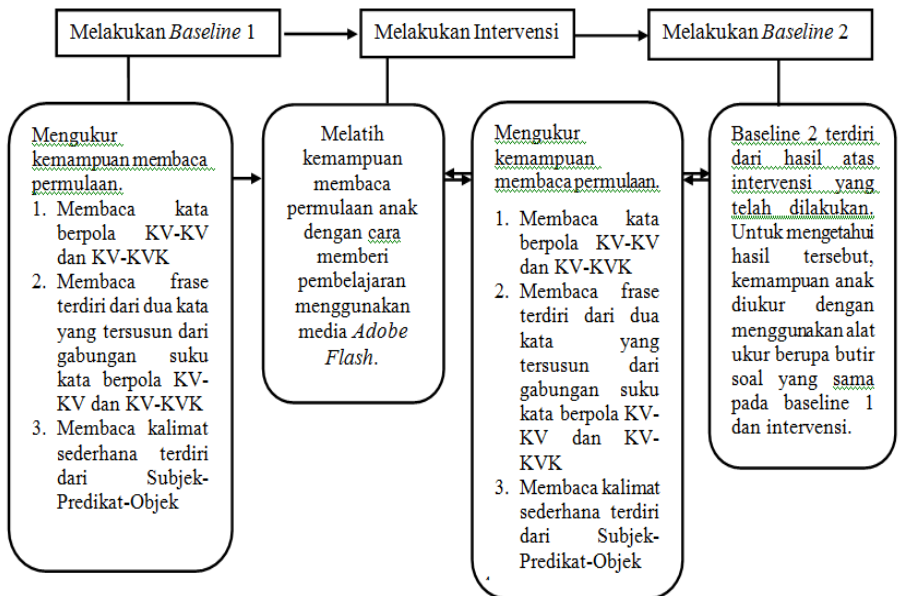 Melakukan Baseline 1
Melakukan Intervensi
Melakukan Baseline 2
Mengukur
kemampuan membaca
permulaan.
1. Membaca kata
berpola KV-KV
dan KV-KVK
2. Membaca frase
terdiri dari dua kata
yang tersusun dari
gabungan suku
kata berpola KV-
KV dan KV-KVK
3. Membaca kalimat
sederhana terdiri
dari Subjek-
Predikat-Objek
Melatih
kemampuan
membaca
permulaan anak
dengan cara
memberi
pembelajaran
menggunakan
media Adobe
Flash.
Mengukur
kemampuan
membaca permulaan.
1. Membaca kata
berpola KV-KV
dan KV-KVK
2. Membaca frase
terdiri dari dua
kata yang
tersusun dari
gabungan suku
kata berpola KV-
KV dan KV-
KVK
3. Membaca kalimat
sederhana terdiri
dari Subjek-
Predikat-Objek
Baseline 2 terdiri
dari hasil atas
intervensi yang
telah dilakukan.
Untuk mengetahui
hasil tersebut,
kemampuan anak
diukur dengan
menggunakan alat
ukur berupa butir
soal yang sama
pada baseline 1
dan intervensi.